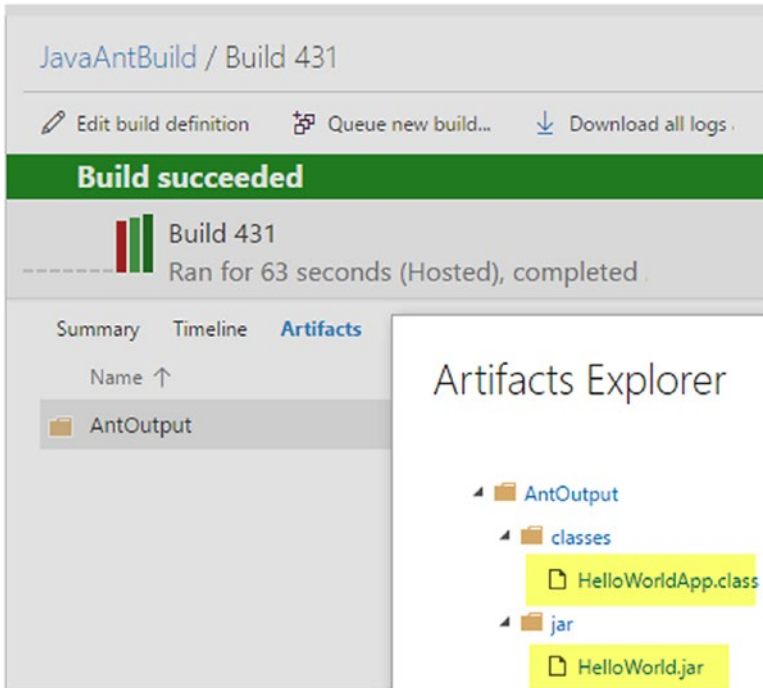 JavaAntBuild / Build 431
Edit build definition Queue new build... Download all logs
Build succeeded
Build 431
Ran for 63 seconds (Hosted), completed
Summary Timeline Artifacts
Name ↑
AntOutput
Artifacts Explorer
AntOutput
classes
HelloWorldApp.class
jar
HelloWorld.jar